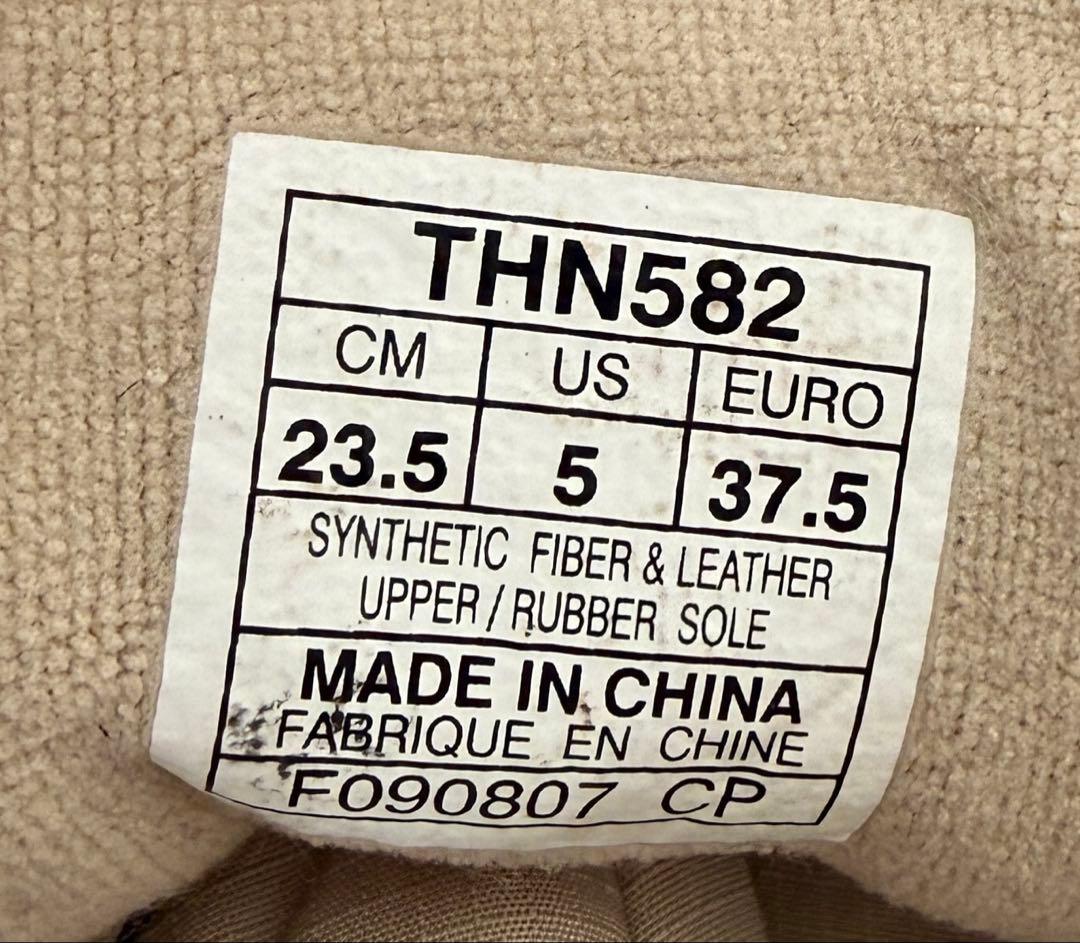 THN582
CM US EURO
23.5 5 37.5
SYNTHETIC FIBER & LEATHER
UPPER / RUBBER SOLE
MADE IN CHINA
FABRIQUE EN CHINE
F090807 CP